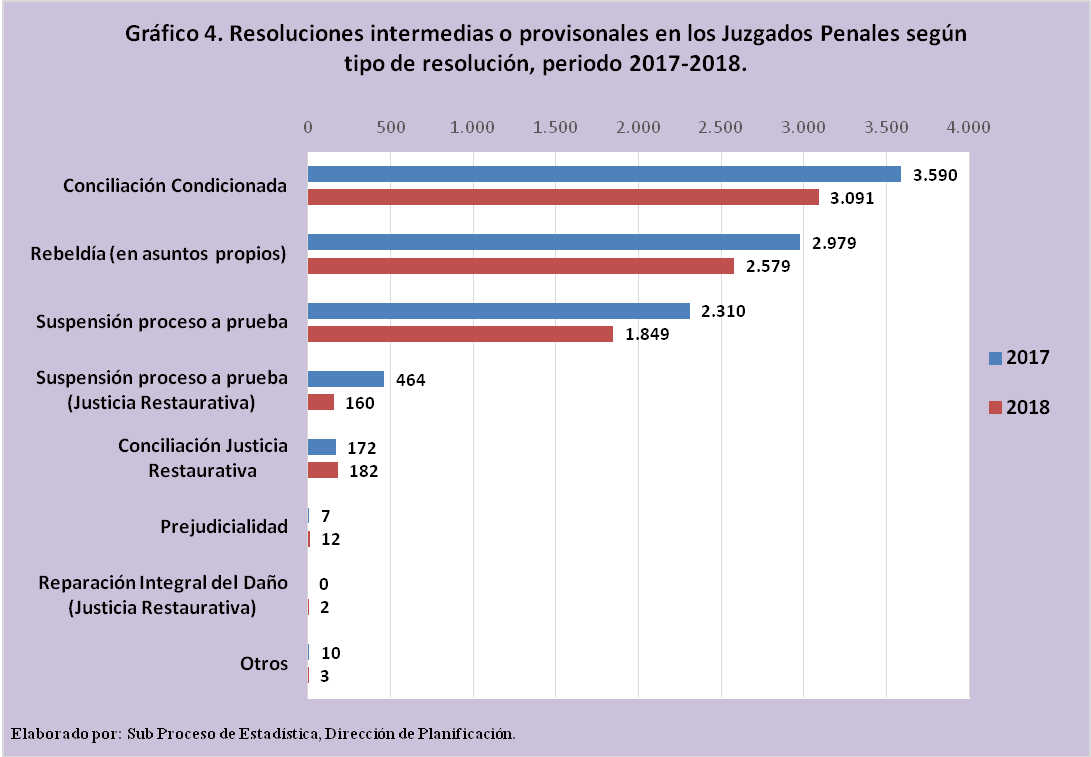 Gráfico 4. Resoluciones intermedias o provisonales en los Juzgados Penales según
tipo de resolución, periodo 2017-2018.
0 500 1.000 1.500 2.000 2.500 3.000 3.500 4.000
Conciliación Condicionada
3.590
3.091
Rebeldía (en asuntos propios)
2.979
2.579
Suspensión proceso a prueba
2.310
1.849
Suspensión proceso a prueba
(Justicia Restaurativa)
464
160
Conciliación Justicia
Restaurativa
172
182
Prejudicialidad
7
12
Reparación Integral del Daño
(Justicia Restaurativa)
0
2
Otros
10
3
2017
2018
Elaborado por: Sub Proceso de Estadística, Dirección de Planificación.